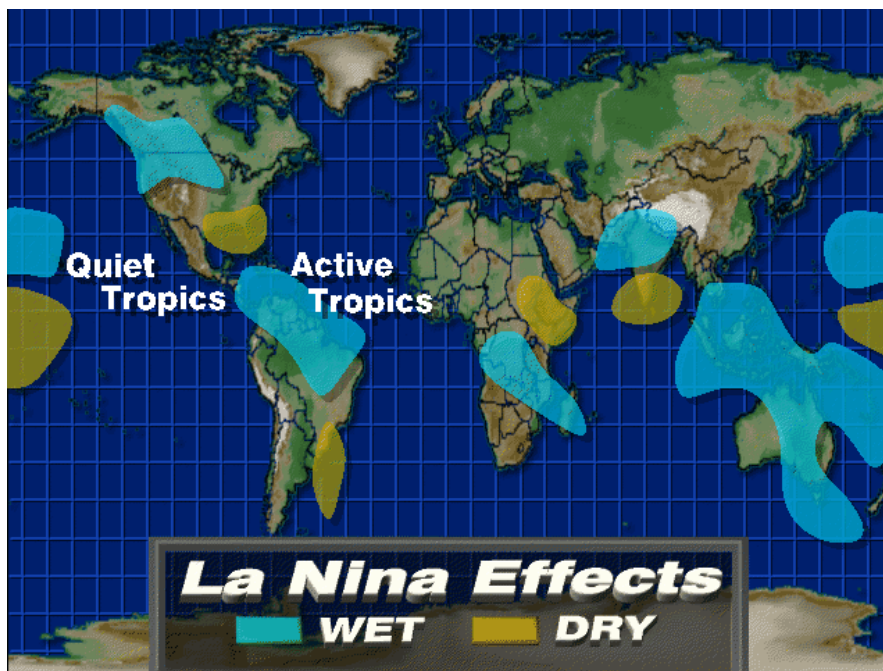 Quiet
Tropics
Active
Tropics
La Nina Effects
WET
DRY